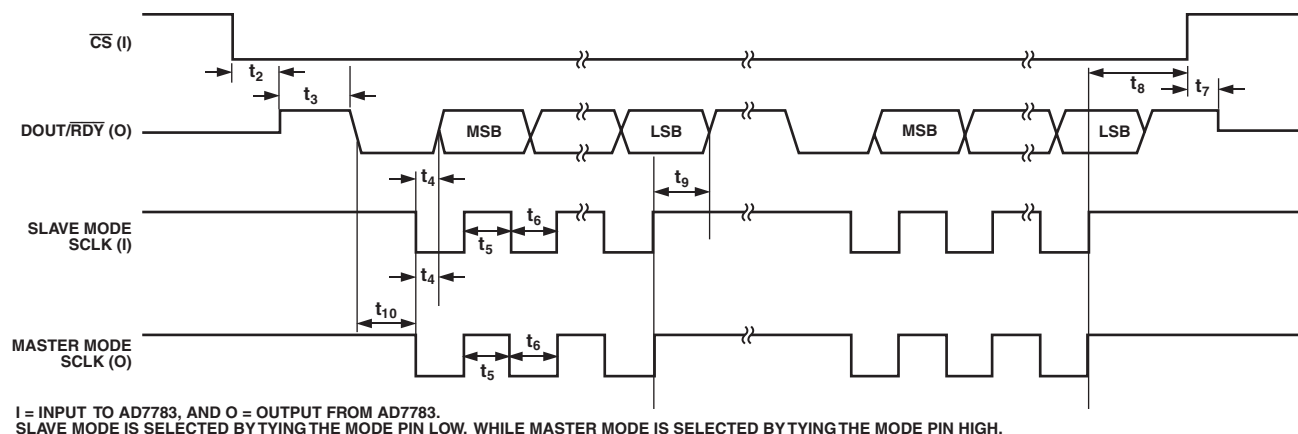 CS (I)
t2
t3
t8
t7
DOUT/RDY (O)
MSB
LSB
MSB
LSB
t4
t9
SLAVE MODE
SCLK (I)
t5
t6
t4
t10
MASTER MODE
SCLK (O)
t5
t6
I = INPUT TO AD7783, AND O = OUTPUT FROM AD7783.
SLAVE MODE IS SELECTED BY TYING THE MODE PIN LOW, WHILE MASTER MODE IS SELECTED BY TYING THE MODE PIN HIGH.